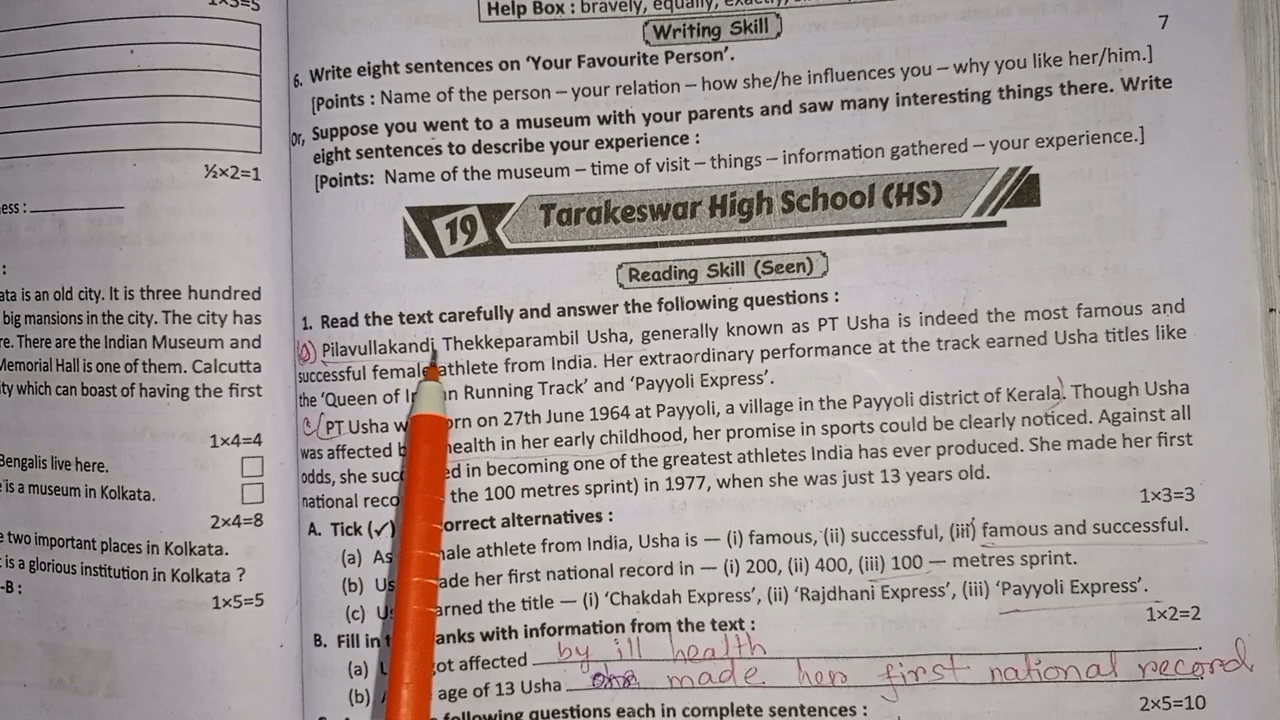 1×3=5
½×2=1
ess :
:
ata is an old city. It is three hundred
big mansions in the city. The city has
re. There are the Indian Museum and
Memorial Hall is one of them. Calcutta
ity which can boast of having the first
1×4=4
Bengalis live here.
is a museum in Kolkata.
2×4=8
e two important places in Kolkata.
is a glorious institution in Kolkata ?
-B :
1×5=5
Help Box : bravely, equally,
Writing Skill
7
6. Write eight sentences on 'Your Favourite Person'.
[Points : Name of the person – your relation – how she/he influences you – why you like her/him.]
Or, Suppose you went to a museum with your parents and saw many interesting things there. Write
eight sentences to describe your experience :
[Points: Name of the museum – time of visit – things – information gathered – your experience.]
19 Tarakeswar High School (HS)
Reading Skill (Seen)
1. Read the text carefully and answer the following questions :
(a) Pilavullakandi Thekkeparambil Usha, generally known as PT Usha is indeed the most famous and
successful female athlete from India. Her extraordinary performance at the track earned Usha titles like
the 'Queen of In n Running Track' and 'Payyoli Express'.
PT Usha w orn on 27th June 1964 at Payyoli, a village in the Payyoli district of Kerala. Though Usha
was affected b health in her early childhood, her promise in sports could be clearly noticed. Against all
odds, she succ ed in becoming one of the greatest athletes India has ever produced. She made her first
national reco the 100 metres sprint) in 1977, when she was just 13 years old.
A. Tick (✓) orrect alternatives : 1×3=3
(a) As ale athlete from India, Usha is — (i) famous, (ii) successful, (iii) famous and successful.
(b) Us ade her first national record in — (i) 200, (ii) 400, (iii) 100 — metres sprint.
(c) U arned the title — (i) 'Chakdah Express', (ii) 'Rajdhani Express', (iii) 'Payyoli Express'.
B. Fill in t anks with information from the text : 1×2=2
(a) U ot affected by ill health.
(b) age of 13 Usha made her first national record.
following questions each in complete sentences : 2×5=10